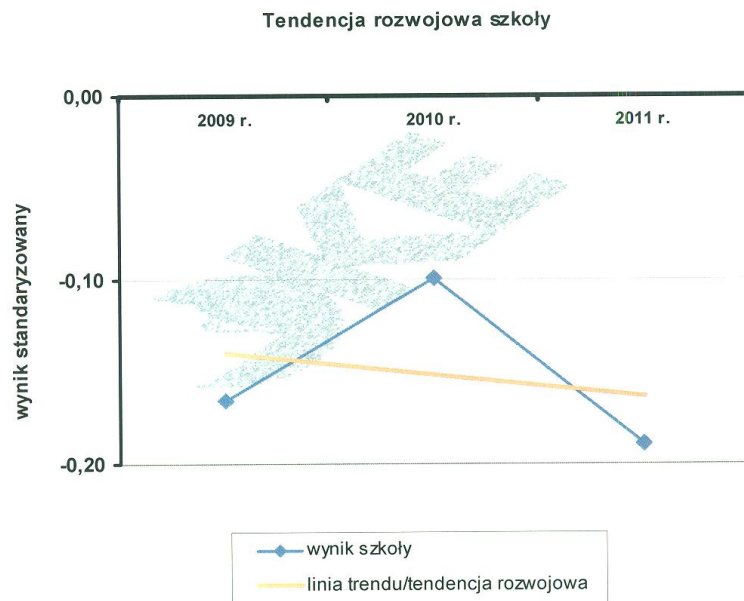 Tendencja rozwojowa szkoły
0,00
2009 r.
2010 r.
2011 r.
-0,10
-0,20
wynik standaryzowany
wynik szkoły
linia trendu/tendencja rozwojowa